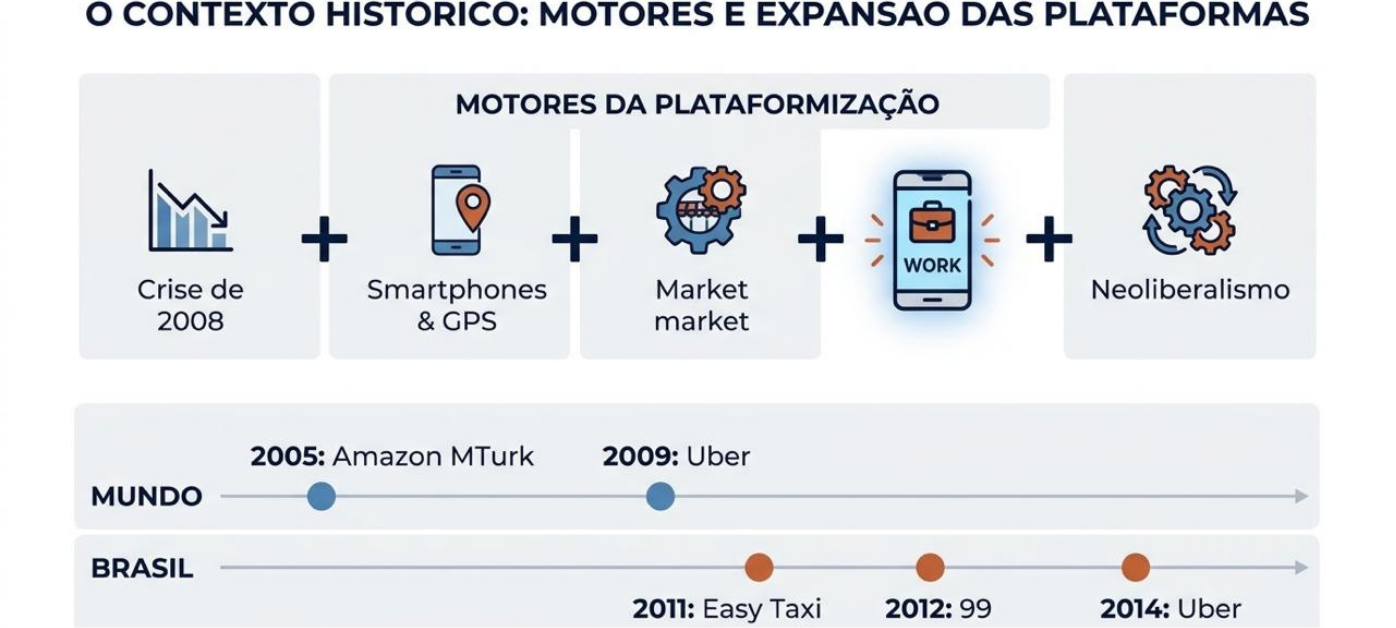 O CONTEXTO HISTÓRICO: MOTORES E EXPANSÃO DAS PLATAFORMAS
MOTORES DA PLATAFORMIZAÇÃO
Crise de
2008
+
Smartphones
& GPS
+
Market
market
+
WORK
+
Neoliberalismo
2005: Amazon MTurk
2009: Uber
MUNDO
BRASIL
2011: Easy Taxi
2012: 99
2014: Uber